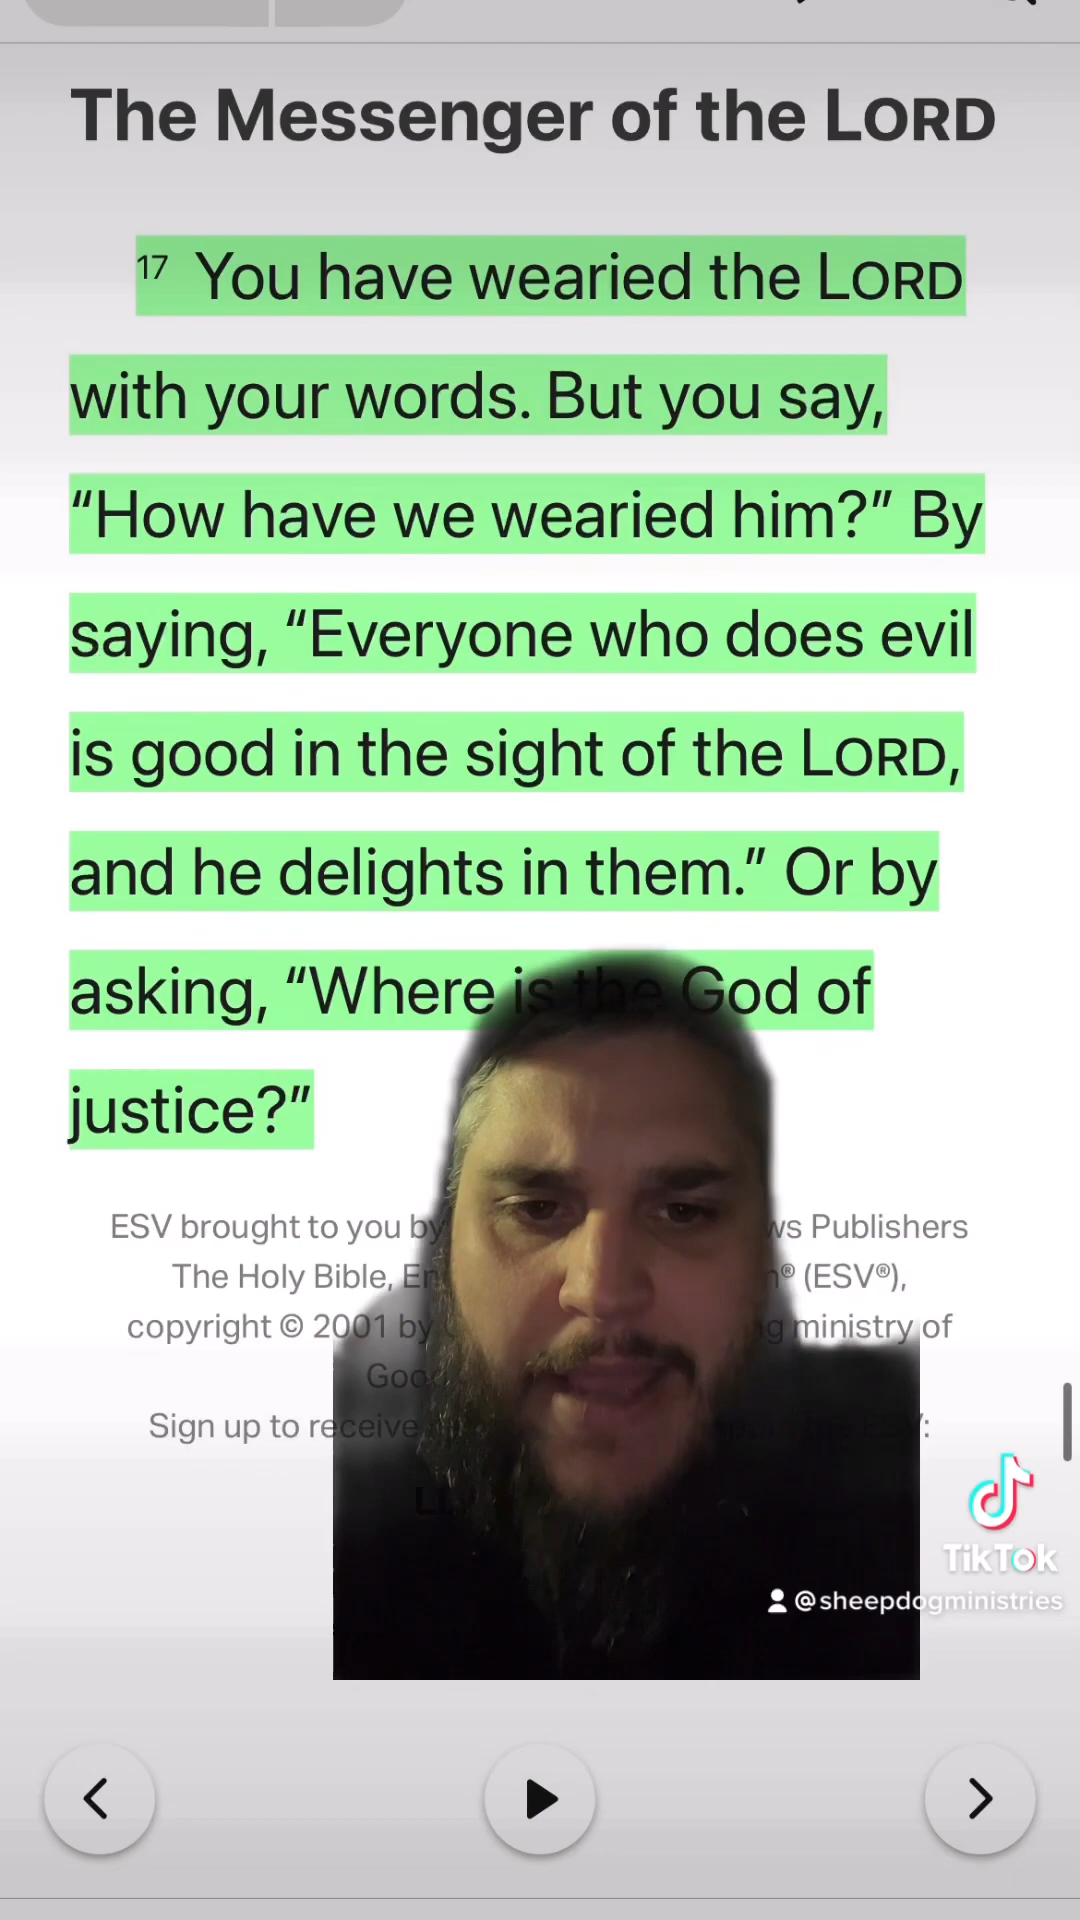 The Messenger of the LORD
17 You have wearied the LORD
with your words. But you say,
“How have we wearied him?” By
saying, “Everyone who does evil
is good in the sight of the LORD,
and he delights in them.” Or by
asking, “Where is the God of
justice?”
ESV brought to you by ws Publishers
The Holy Bible, (ESV®),
copyright © 2001 by ministry of
Sign up to receive ESV:
TikTok
@sheepdogministries